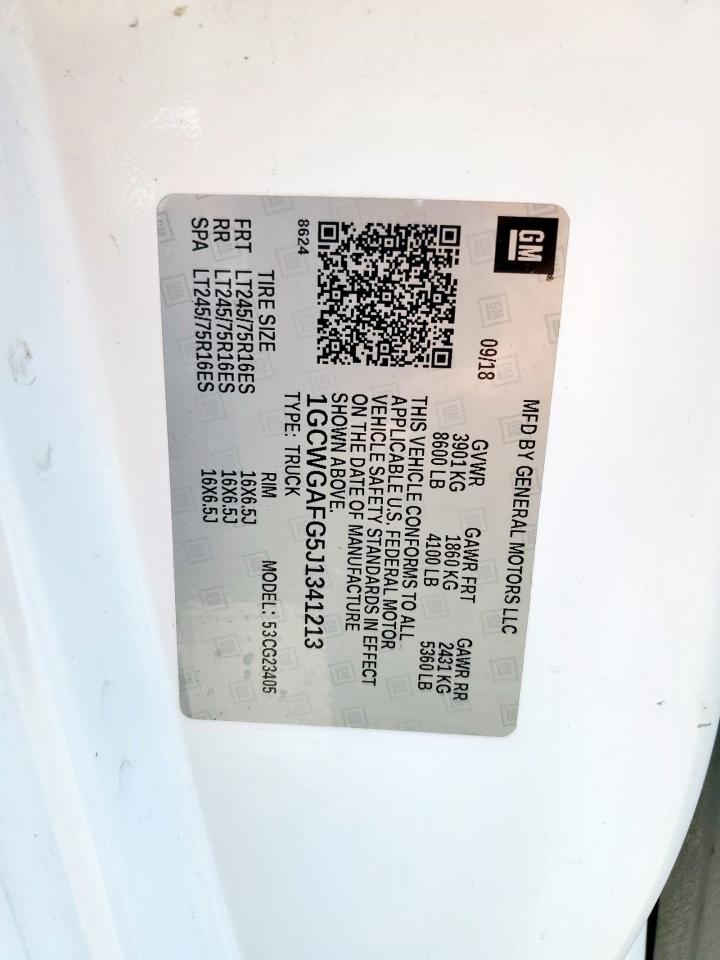 GM
MFD BY GENERAL MOTORS LLC
09/18
GVWR GAWR FRT GAWR RR
3901 KG 1860 KG 2431 KG
8600 LB 4100 LB 5360 LB
THIS VEHICLE CONFORMS TO ALL
APPLICABLE U.S. FEDERAL MOTOR
VEHICLE SAFETY STANDARDS IN EFFECT
ON THE DATE OF MANUFACTURE
SHOWN ABOVE.
8624
1GCWGAFG5J1341213
TYPE: TRUCK
MODEL: 53CG23405
TIRE SIZE RIM
FRT LT245/75R16ES 16X6.5J
RR LT245/75R16ES 16X6.5J
SPA LT245/75R16ES 16X6.5J